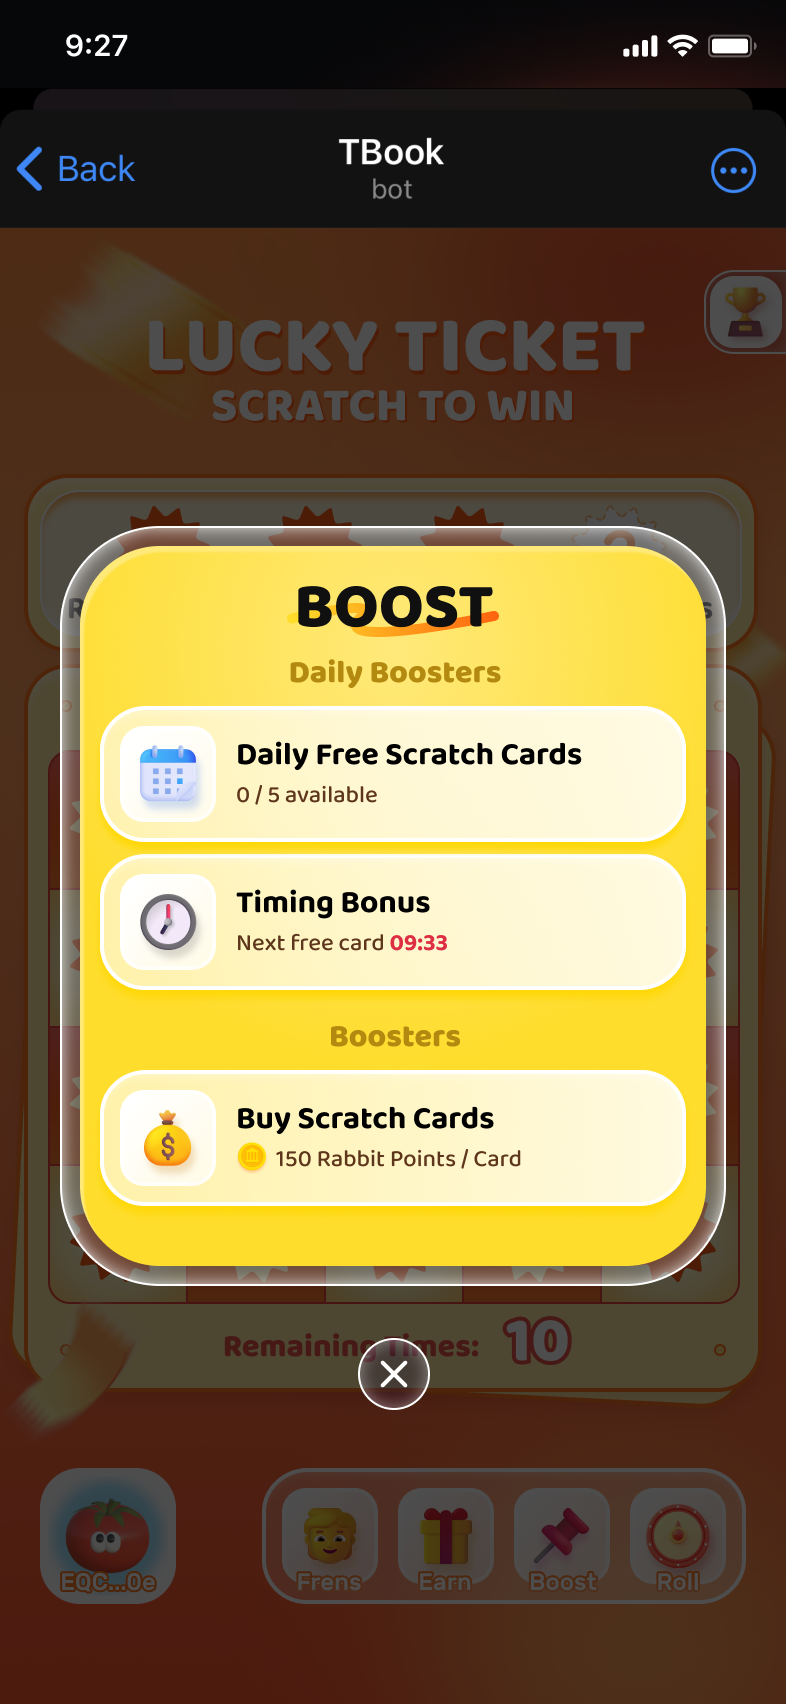 9:27
Back
TBook
bot
LUCKY TICKET
SCRATCH TO WIN
BOOST
Daily Boosters
Daily Free Scratch Cards
0 / 5 available
Timing Bonus
Next free card 09:33
Boosters
Buy Scratch Cards
$
150 Rabbit Points / Card
Remaining Times: 10
EQC...0e
Frens
Earn
Boost
Roll